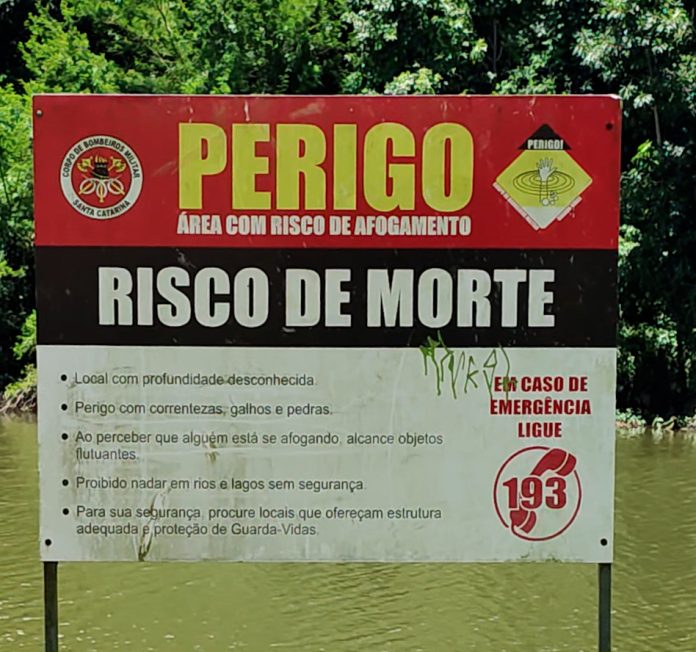 CORPO DE BOMBEIROS MILITAR
SANTA CATARINA
PERIGO
ÁREA COM RISCO DE AFOGAMENTO
PERIGO!
RISCO DE MORTE
• Local com profundidade desconhecida.
• Perigo com correntezas, galhos e pedras.
• Ao perceber que alguém está se afogando, alcance objetos
flutuantes.
• Proibido nadar em rios e lagos sem segurança.
• Para sua segurança, procure locais que ofereçam estrutura
adequada e proteção de Guarda-Vidas.
EM CASO DE
EMERGÊNCIA
LIGUE
193